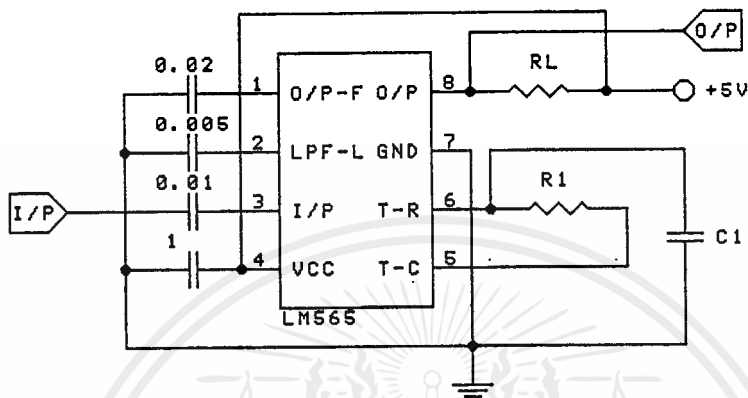 O/P
0.02
RL
1
O/P-F
O/P
8
+5V
0.005
2
LPF-L
GND
7
0.01
R1
I/P
3
I/P
T-R
6
1
C1
4
VCC
T-C
5
LM565